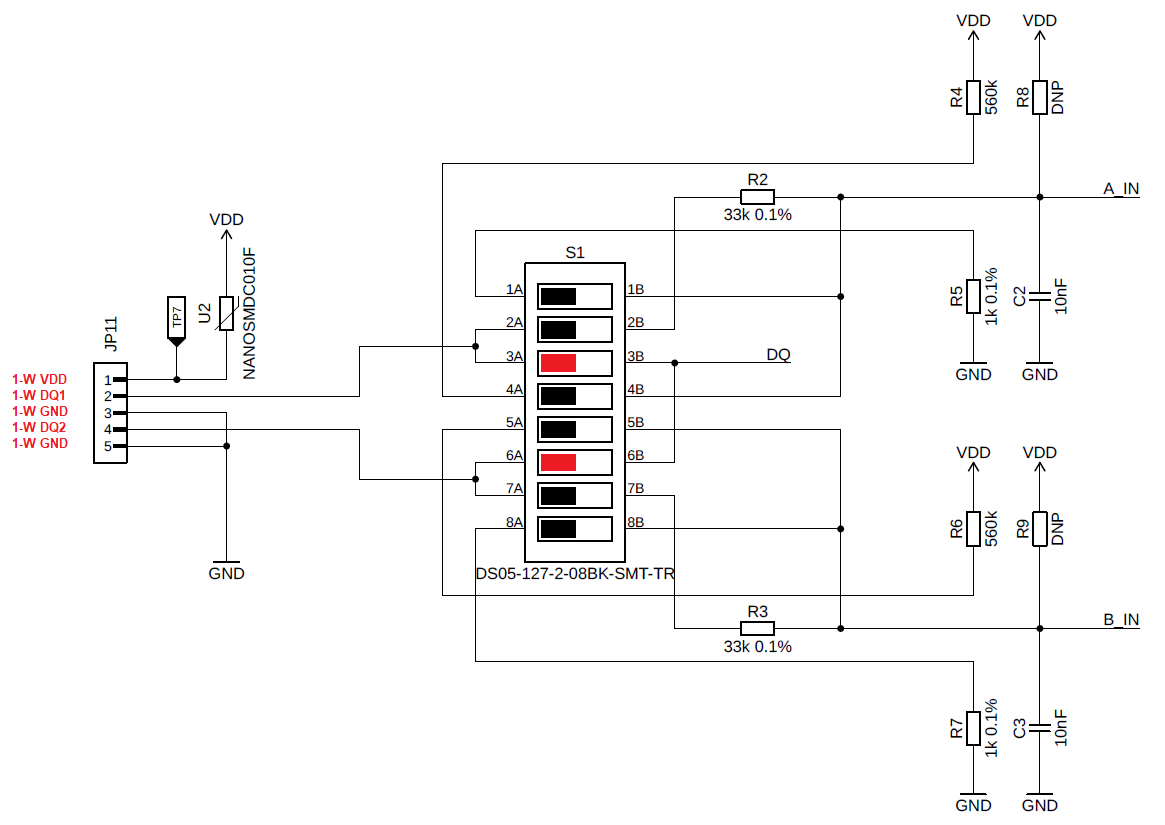 VDD
VDD
R4
560k
R8
DNP
R2
33k 0.1%
A_IN
VDD
NANOSMDC010F
U2
TP7
JP11
1-W VDD
1-W DQ1
1-W GND
1-W DQ2
1-W GND
1
2
3
4
5
GND
S1
1A
1B
2A
2B
3A
3B
4A
4B
5A
5B
6A
6B
7A
7B
8A
8B
DS05-127-2-08BK-SMT-TR
DQ
R5
1k 0.1%
C2
10nF
GND
GND
VDD
VDD
R6
560k
R9
DNP
R3
33k 0.1%
B_IN
R7
1k 0.1%
C3
10nF
GND
GND